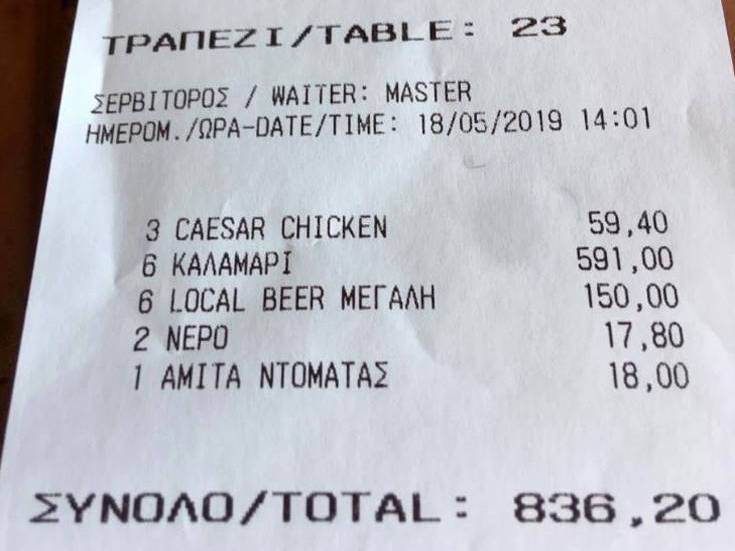 ΤΡΑΠΕΖΙ/TABLE: 23
ΣΕΡΒΙΤΟΡΟΣ / WAITER: MASTER
ΗΜΕΡΟΜ./ΩΡΑ-DATE/TIME: 18/05/2019 14:01
3 CAESAR CHICKEN 59,40
6 ΚΑΛΑΜΑΡΙ 591,00
6 LOCAL BEER ΜΕΓΑΛΗ 150,00
2 ΝΕΡΟ 17,80
1 ΑΜΙΤΑ ΝΤΟΜΑΤΑΣ 18,00
ΣΥΝΟΛΟ/TOTAL: 836,20